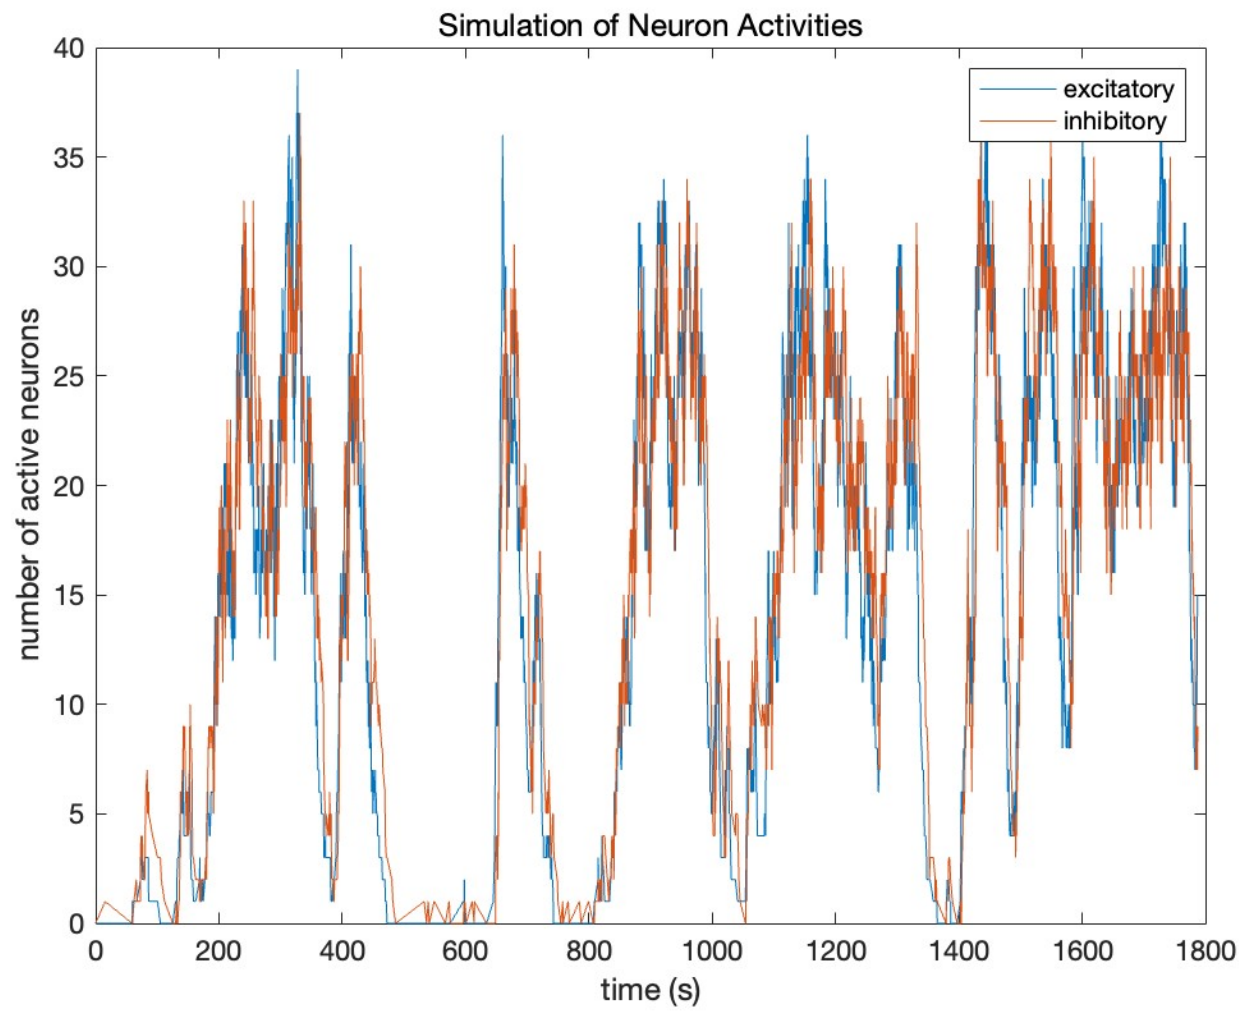 Simulation of Neuron Activities
excitatory
inhibitory
number of active neurons
40
35
30
25
20
15
10
5
0
0 200 400 600 800 1000 1200 1400 1600 1800
time (s)